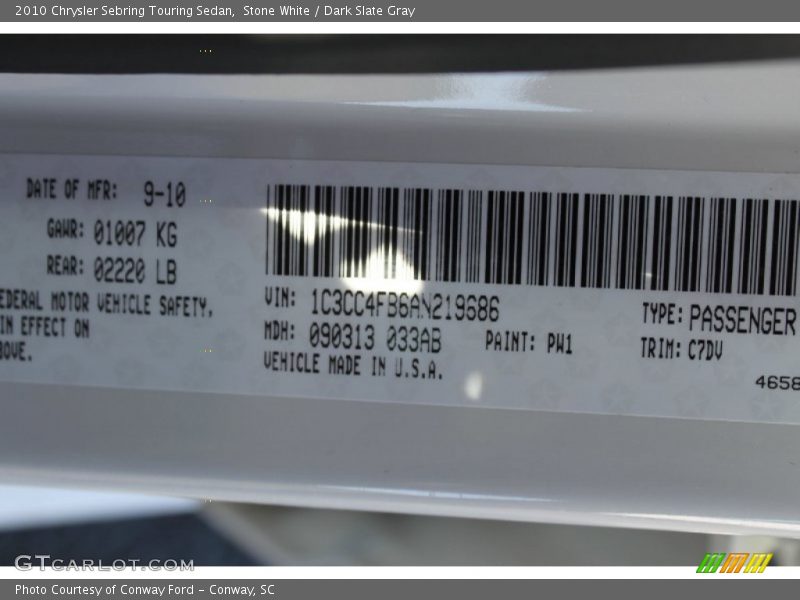 2010 Chrysler Sebring Touring Sedan, Stone White / Dark Slate Gray
DATE OF MFR: 9-10
GAWR: 01007 KG
REAR: 02220 LB
EDERAL MOTOR VEHICLE SAFETY,
IN EFFECT ON
BOVE.
VIN: 1C3CC4FB6AN219686
MDH: 090313 033AB
PAINT: PW1
VEHICLE MADE IN U.S.A.
TYPE: PASSENGER
TRIM: C7DV
4658
GTCARLOT.COM
Photo Courtesy of Conway Ford - Conway, SC